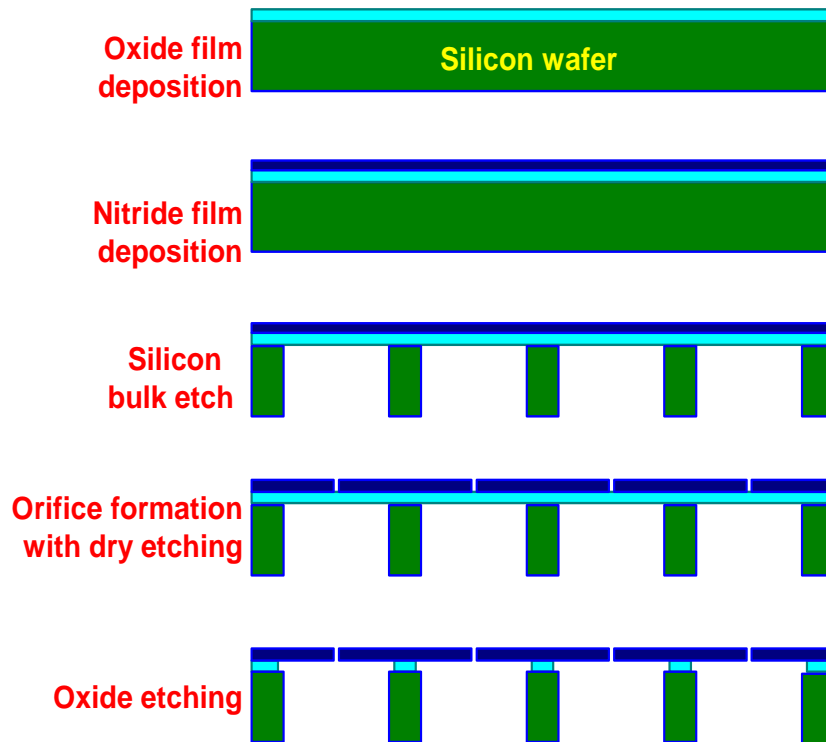 Oxide film
deposition
Silicon wafer
Nitride film
deposition
Silicon
bulk etch
Orifice formation
with dry etching
Oxide etching